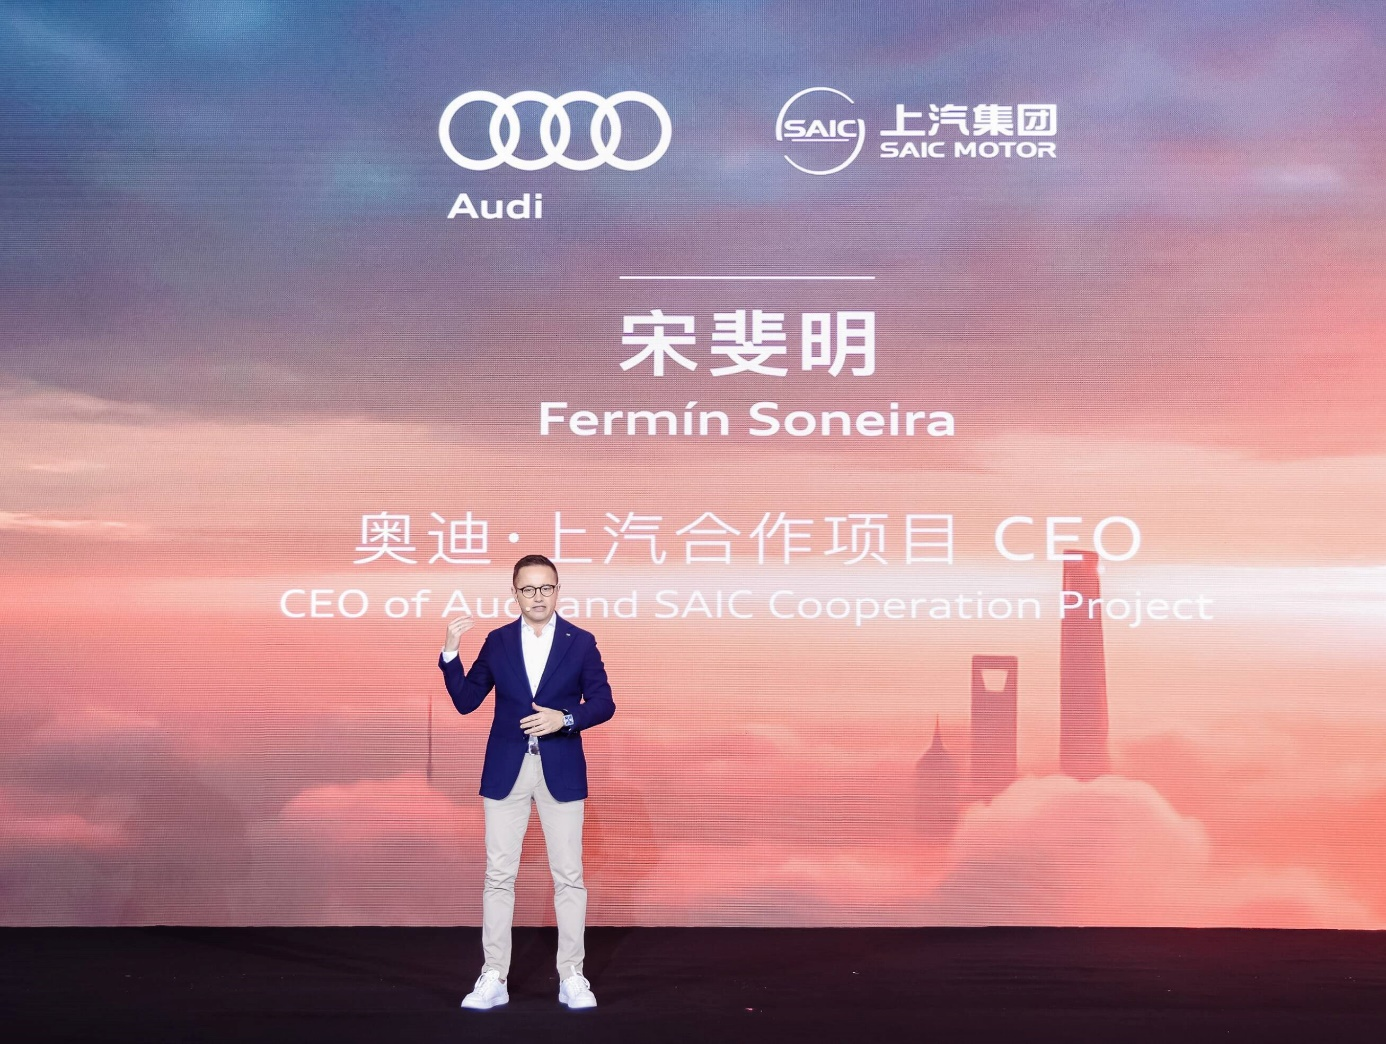 Audi
SAIC 上汽集团
SAIC MOTOR
宋斐明
Fermín Soneira
奥迪·上汽合作项目 CEO
CEO of Audi and SAIC Cooperation Project